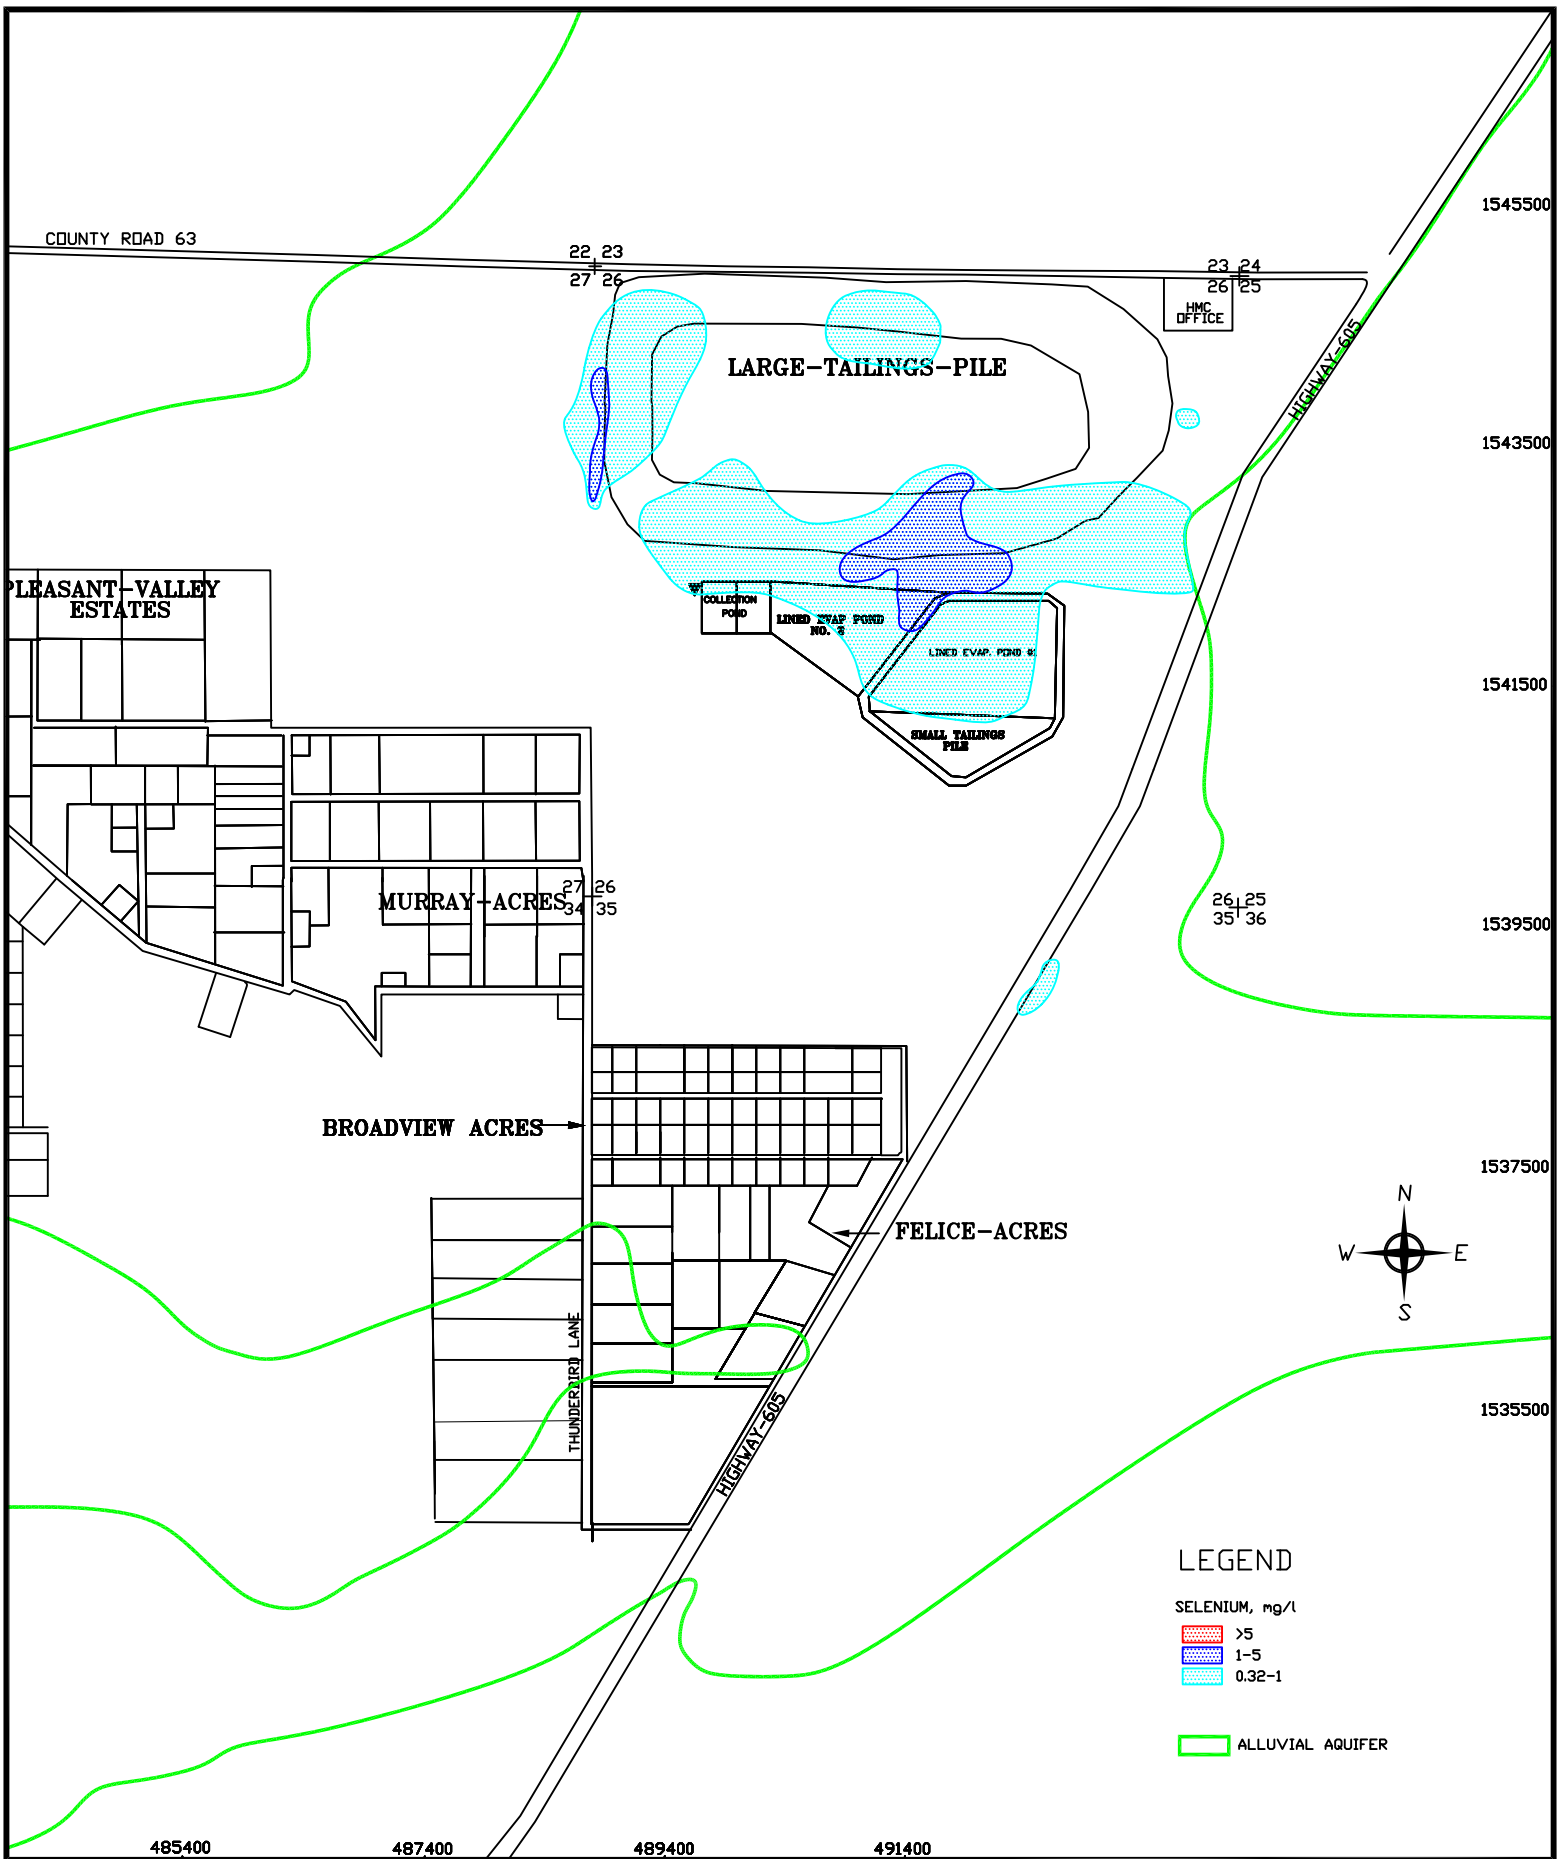 1545500
COUNTY ROAD 63
22 23
27 26
23 24
26 25
HMC
OFFICE
HIGHWAY-605
LARGE-TAILINGS-PILE
1543500
PLEASANT-VALLEY
ESTATES
COLLECTION
POND
LINED EVAP POND
NO.
LINED EVAP. POND #1
1541500
SMALL TAILINGS
PILE
MURRAY-ACRES
27 26
34 35
26 25
35 36
1539500
BROADVIEW ACRES
1537500
FELICE-ACRES
N
W
E
S
THUNDERBIRD LANE
HIGHWAY-605
1535500
LEGEND
SELENIUM, mg/l
>5
1-5
0.32-1
ALLUVIAL AQUIFER
485400
487400
489400
491400